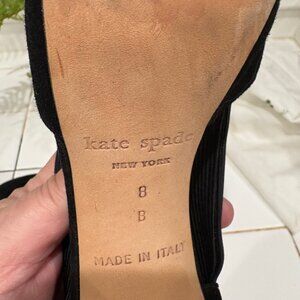 kate spade
NEW YORK
8
B
MADE IN ITALY